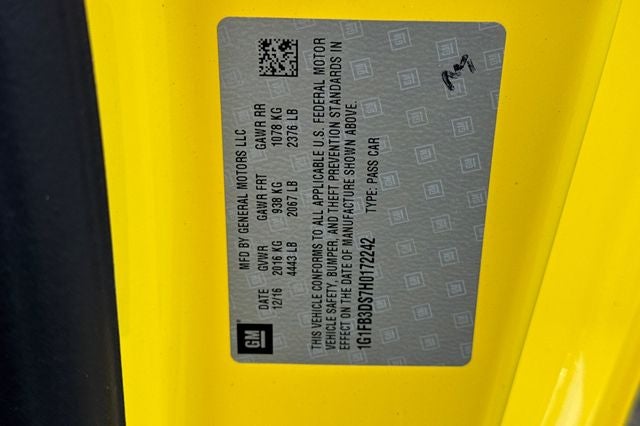 GM
MFD BY GENERAL MOTORS LLC
DATE GVWR GAWR FRT GAWR RR
12/16 2016 KG 938 KG 1078 KG
4443 LB 2067 LB 2376 LB
THIS VEHICLE CONFORMS TO ALL APPLICABLE U.S. FEDERAL MOTOR
VEHICLE SAFETY, BUMPER, AND THEFT PREVENTION STANDARDS IN
EFFECT ON THE DATE OF MANUFACTURE SHOWN ABOVE.
1G1FB3DS7H0172242 TYPE: PASS CAR